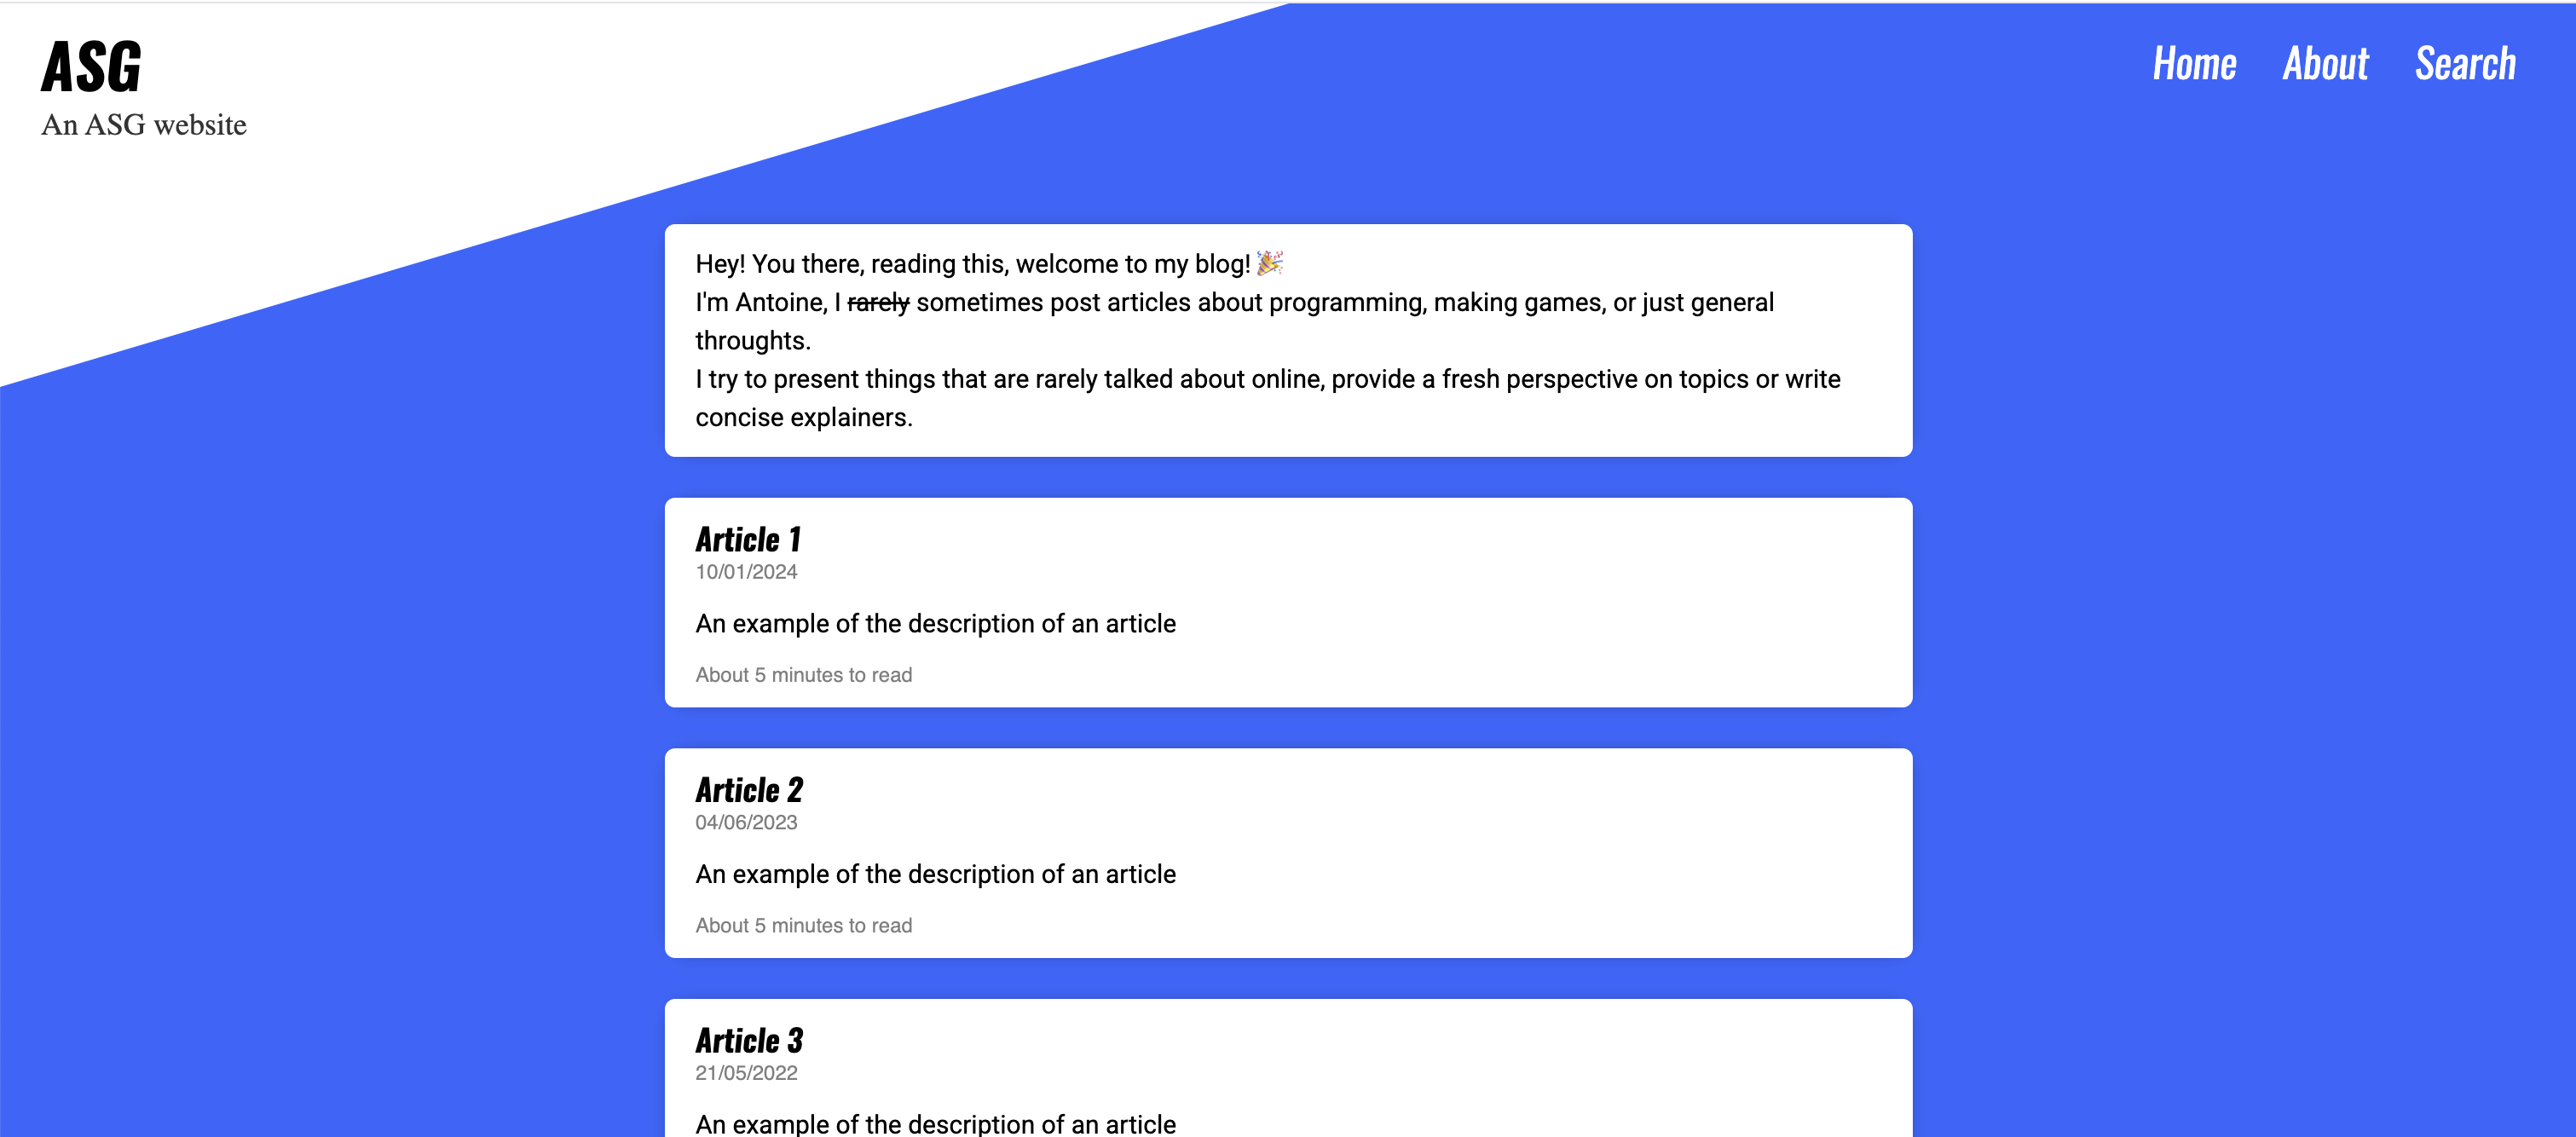 ASG
An ASG website
Home About Search
Hey! You there, reading this, welcome to my blog! 🎉
I'm Antoine, I rarely sometimes post articles about programming, making games, or just general
throughts.
I try to present things that are rarely talked about online, provide a fresh perspective on topics or write
concise explainers.
Article 1
10/01/2024
An example of the description of an article
About 5 minutes to read
Article 2
04/06/2023
An example of the description of an article
About 5 minutes to read
Article 3
21/05/2022
An example of the description of an article